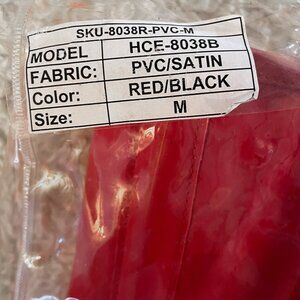 SKU-8038R-PVC-M
MODEL HCE-8038B
FABRIC: PVC/SATIN
Color: RED/BLACK
Size: M